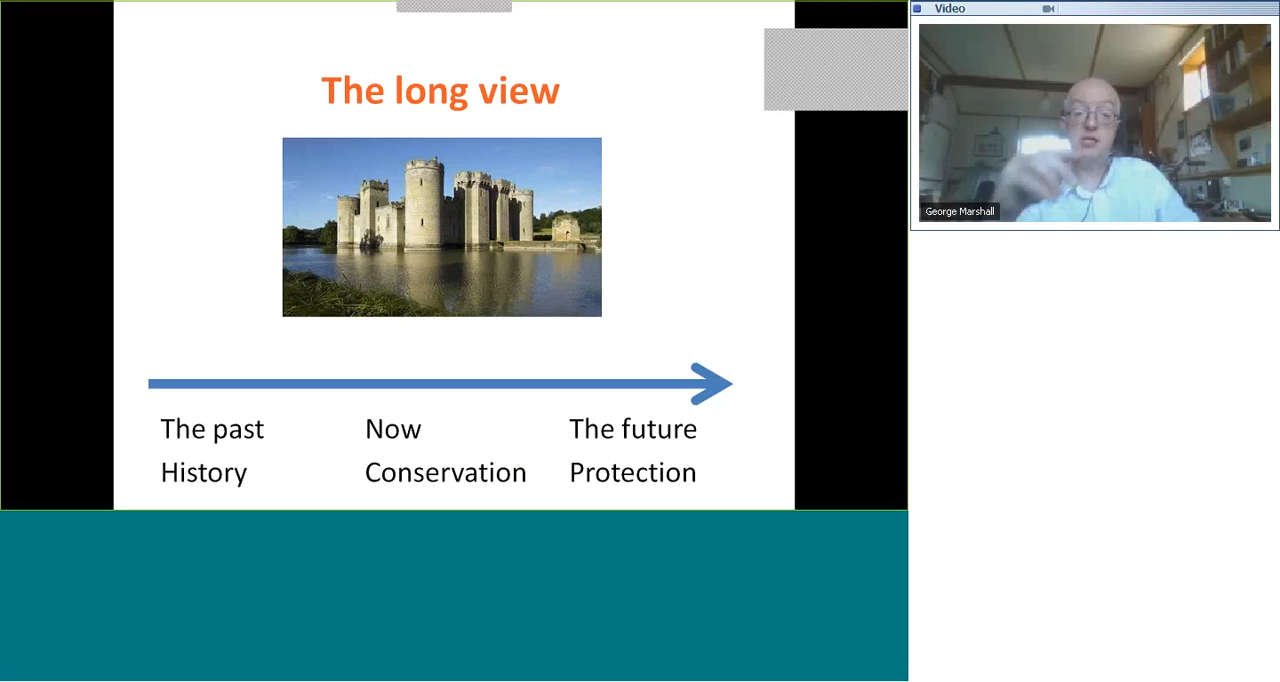 The long view
The past
Now
The future
History
Conservation
Protection
Video
George Marshall